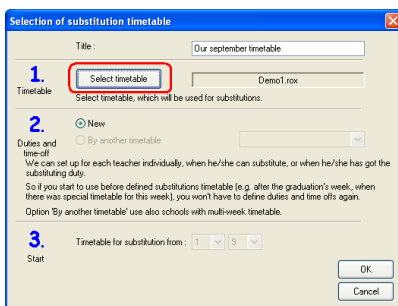 Selection of substitution timetable
Title :
Our september timetable
1.
Timetable
Select timetable
Demo1.rox
Select timetable, which will be used for substitutions.
2.
Duties and
time-off
New
By another timetable
We can set up for each teacher individually, when he/she can substitute, or when he/she has got the
substituting duty.
So if you start to use before defined substitutions timetable (e.g. after the graduation's week, when
there was special timetable for this week), you won't have to define duties and time offs again.
Option 'By another timetable' use also schools with multi-week timetable.
3.
Start
Timetable for substitution from : 1 9
OK
Cancel